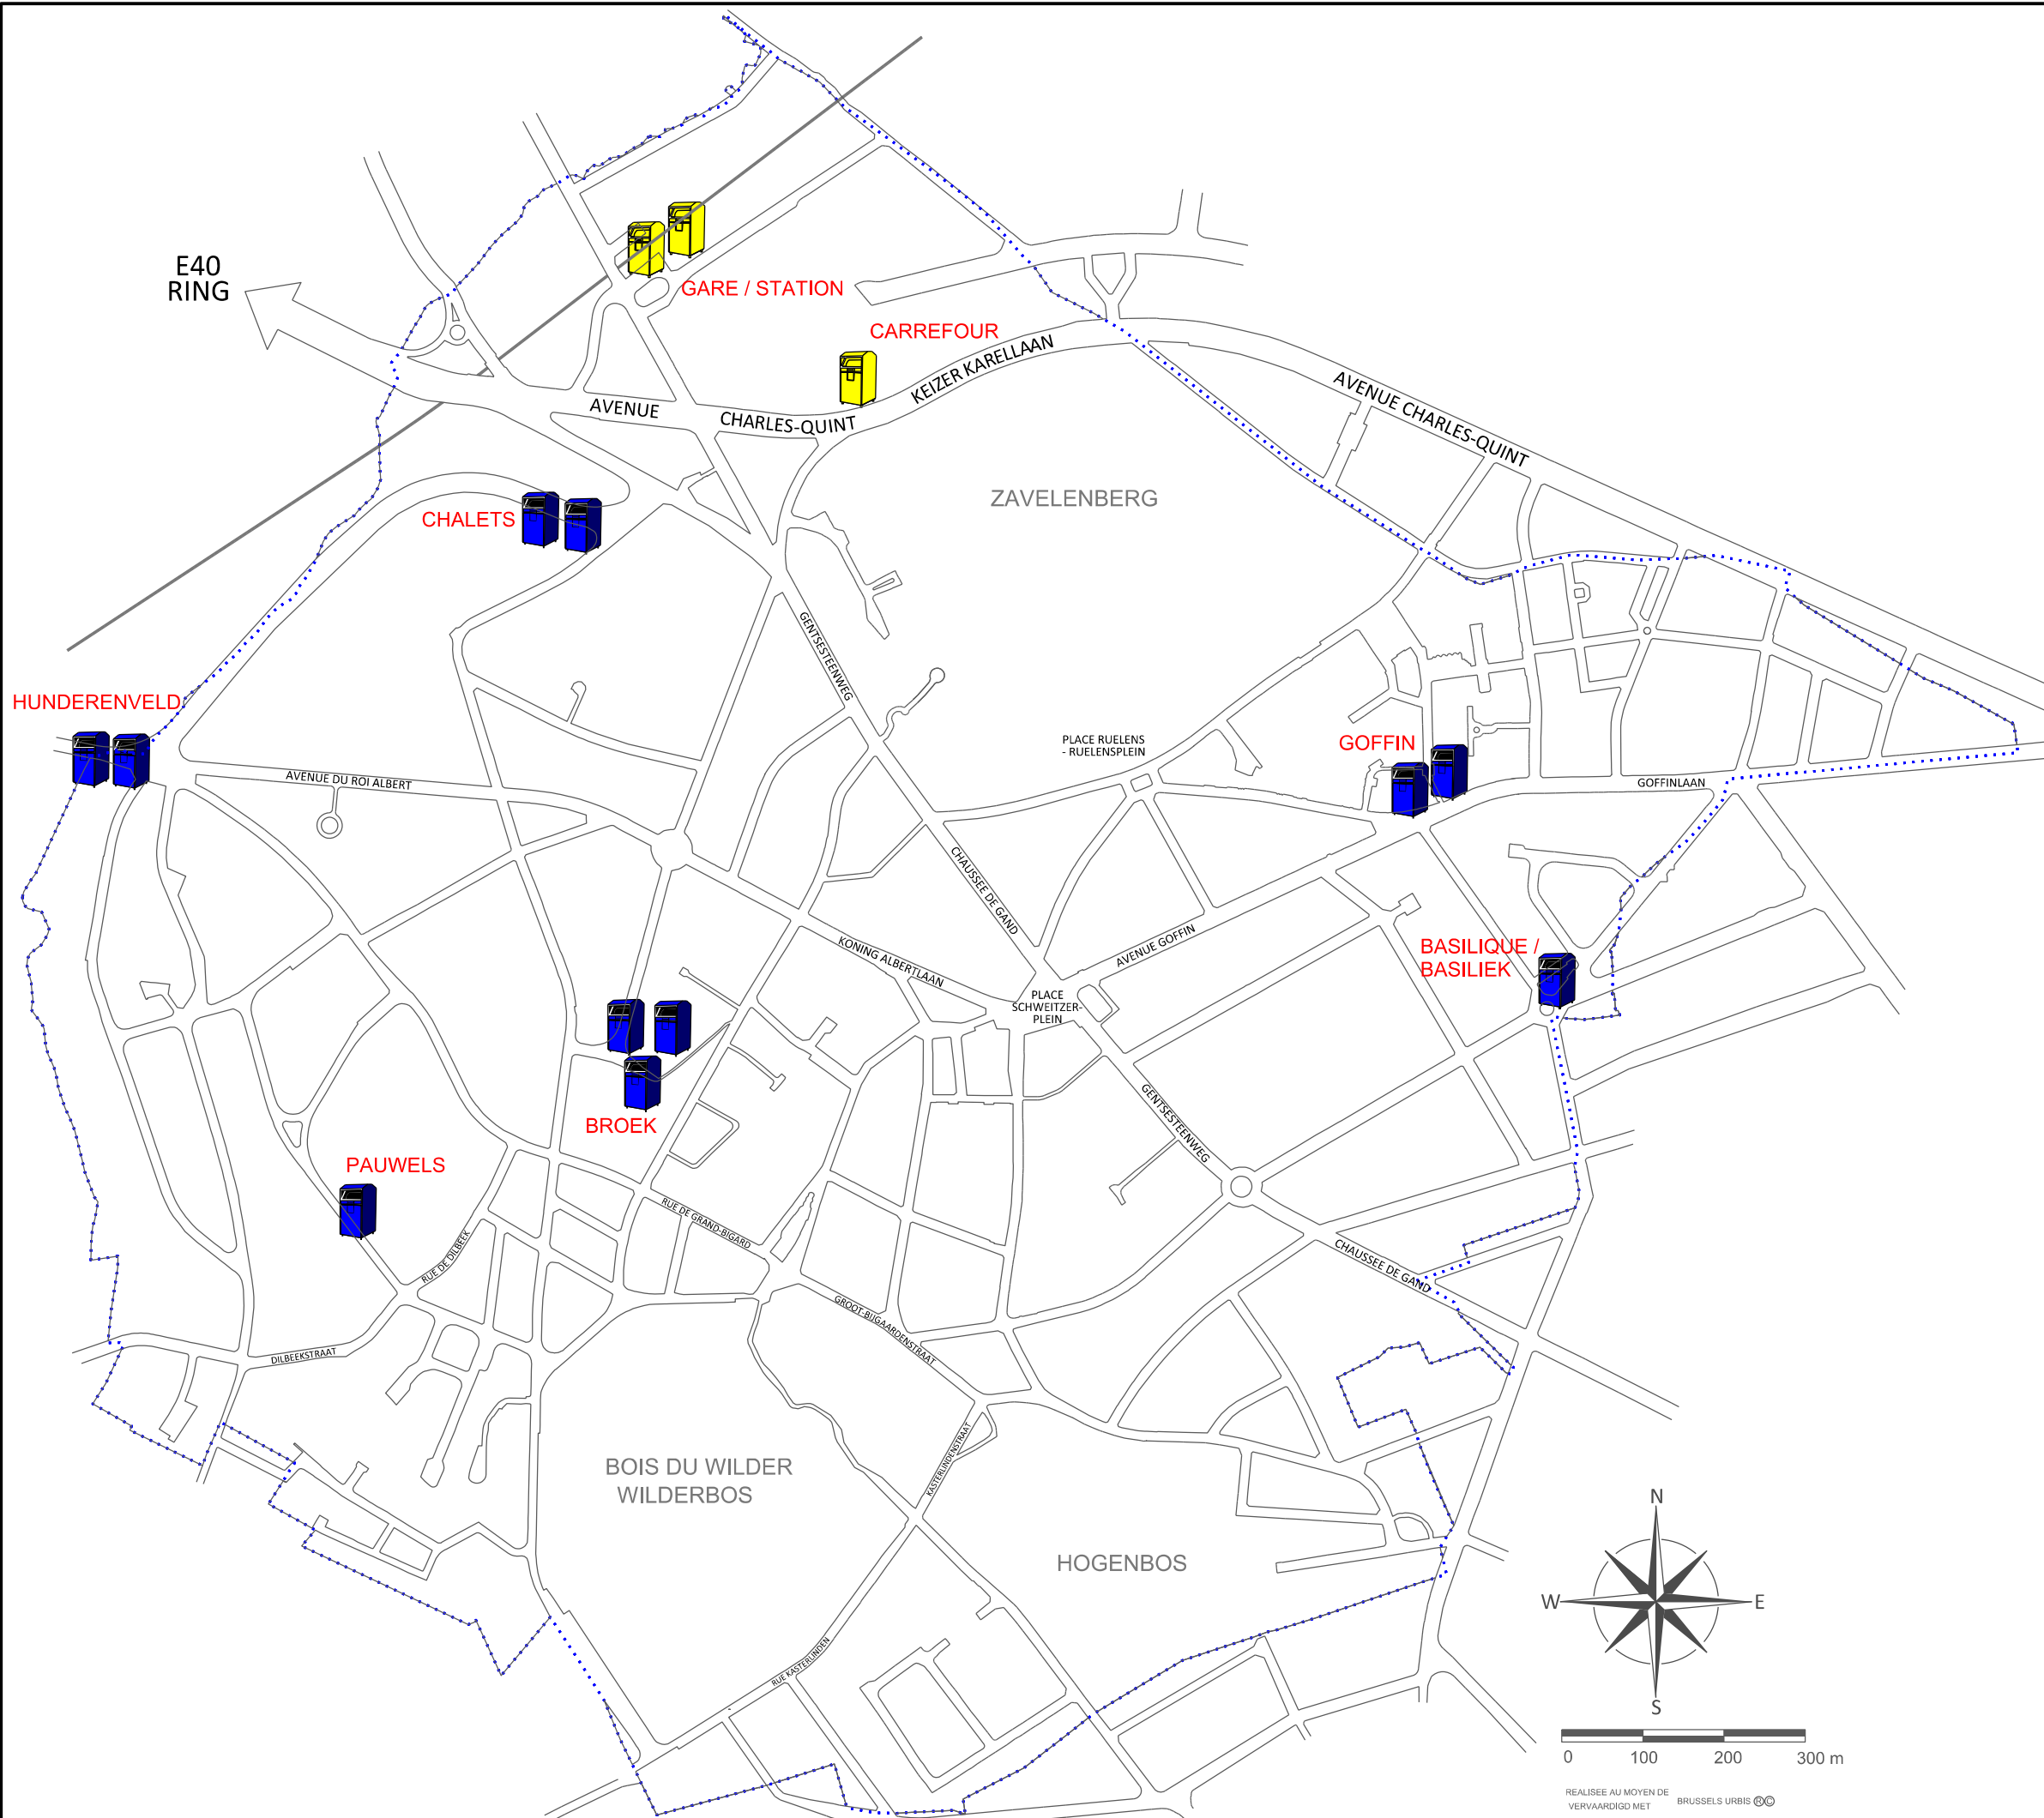 E40
RING
GARE / STATION
CARREFOUR
KEIZER KARELLAAN
AVENUE
CHARLES-QUINT
AVENUE CHARLES-QUINT
ZAVELENBERG
CHALETS
GENTSESTEENWEG
HUNDERENVELD
PLACE RUELENS
- RUELENSPLEIN
GOFFIN
AVENUE DU ROI ALBERT
GOFFINLAAN
CHAUSSEE DE GAND
KONING ALBERTLAAN
AVENUE GOFFIN
BASILIQUE /
BASILIEK
PLACE
SCHWEITZER-
PLEIN
BROEK
GENTSESTEENWEG
PAUWELS
RUE DE GRAND-BIGARD
RUE DE DILBEEK
CHAUSSEE DE GAND
GROOT-BIJGAARDENSTRAAT
DILBEEKSTRAAT
KASTERLINDENSTRAAT
BOIS DU WILDER
WILDERBOS
HOGENBOS
RUE KASTERLINDEN
N
W
E
S
0 100 200 300 m
REALISEE AU MOYEN DE
VERVAARDIGD MET
BRUSSELS URBIS ®©